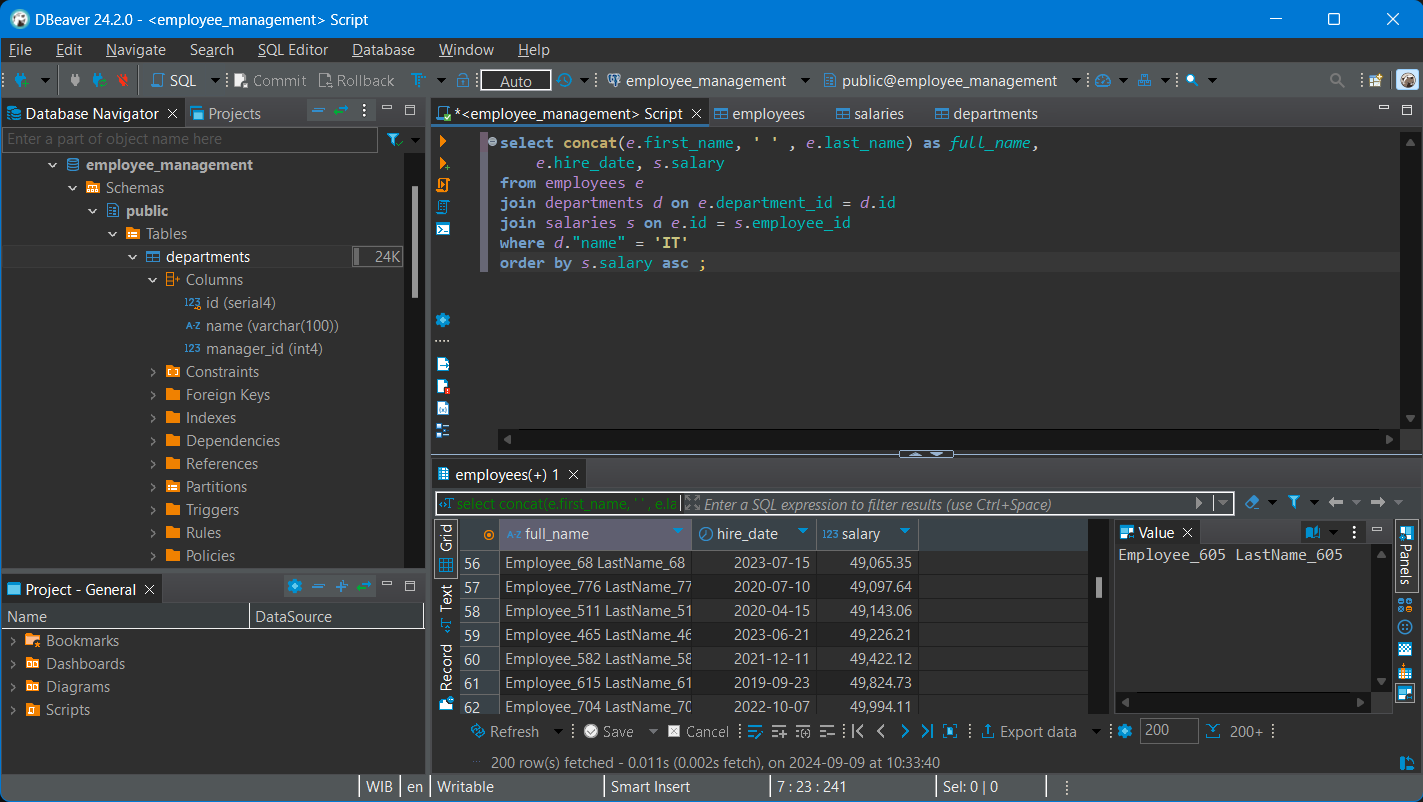 DBeaver 24.2.0 - <employee_management> Script
File Edit Navigate Search SQL Editor Database Window Help
SQL Commit Rollback Auto employee_management public@employee_management
Database Navigator Projects
Enter a part of object name here
employee_management
Schemas
public
Tables
departments 24K
Columns
id (serial4)
name (varchar(100))
manager_id (int4)
Constraints
Foreign Keys
Indexes
Dependencies
References
Partitions
Triggers
Rules
Policies
Project - General
Name DataSource
Bookmarks
Dashboards
Diagrams
Scripts
*<employee_management> Script employees salaries departments
select concat(e.first_name, ' ' , e.last_name) as full_name,
e.hire_date, s.salary
from employees e
join departments d on e.department_id = d.id
join salaries s on e.id = s.employee_id
where d."name" = 'IT'
order by s.salary asc ;
employees(+) 1
select concat(e.first_name, ' ' , e.la Enter a SQL expression to filter results (use Ctrl+Space)
Grid
Text
Record
full_name hire_date salary
56 Employee_68 LastName_68 2023-07-15 49,065.35
57 Employee_776 LastName_77 2020-07-10 49,097.64
58 Employee_511 LastName_51 2020-04-15 49,143.06
59 Employee_465 LastName_46 2023-06-21 49,226.21
60 Employee_582 LastName_58 2021-12-11 49,422.12
61 Employee_615 LastName_61 2019-09-23 49,824.73
62 Employee_704 LastName_70 2022-10-07 49,994.11
Value
Employee_605 LastName_605
Panels
Refresh Save Cancel Export data 200 200+
200 row(s) fetched - 0.011s (0.002s fetch), on 2024-09-09 at 10:33:40
WIB en Writable Smart Insert 7 : 23 : 241 Sel: 0 | 0